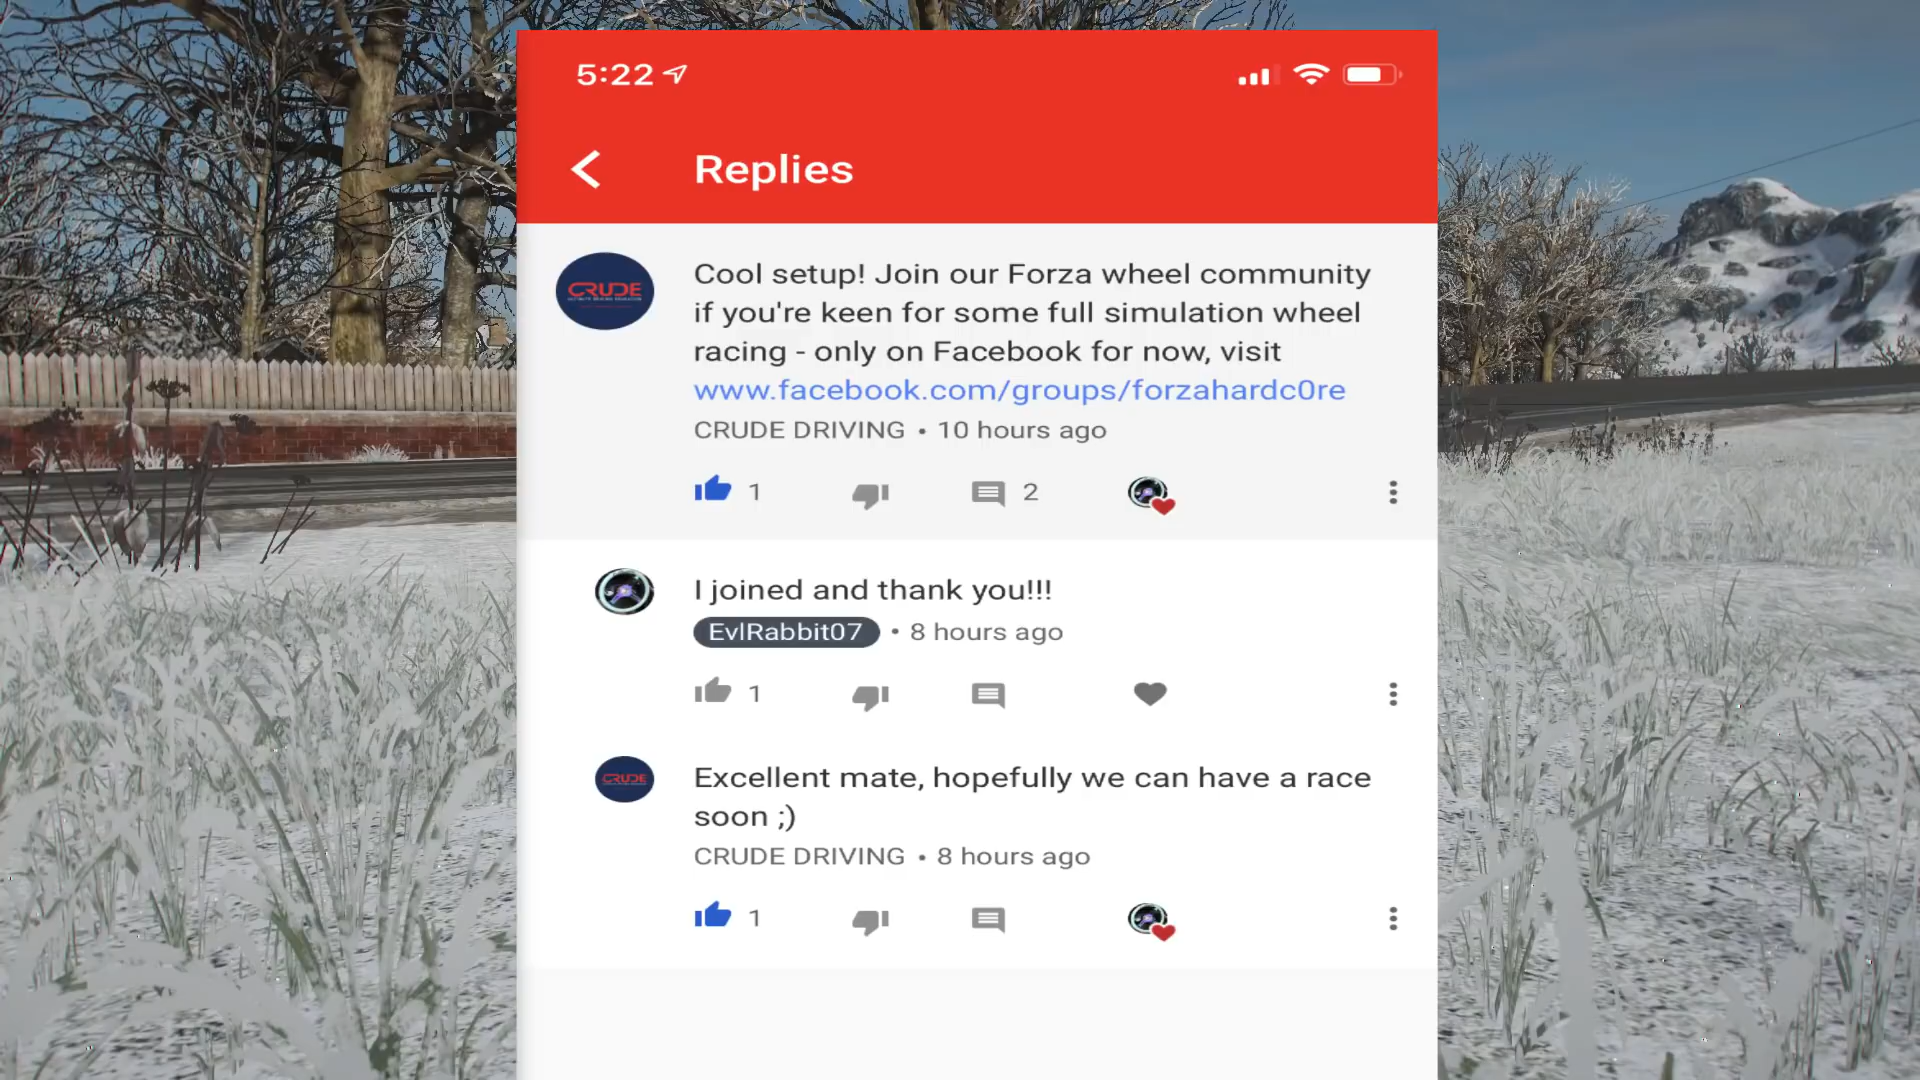 5:22
Replies
CRUDE
Cool setup! Join our Forza wheel community
if you're keen for some full simulation wheel
racing - only on Facebook for now, visit
www.facebook.com/groups/forzahardc0re
CRUDE DRIVING • 10 hours ago
1 2
I joined and thank you!!!
EvlRabbit07 • 8 hours ago
1
CRUDE
Excellent mate, hopefully we can have a race
soon ;)
CRUDE DRIVING • 8 hours ago
1